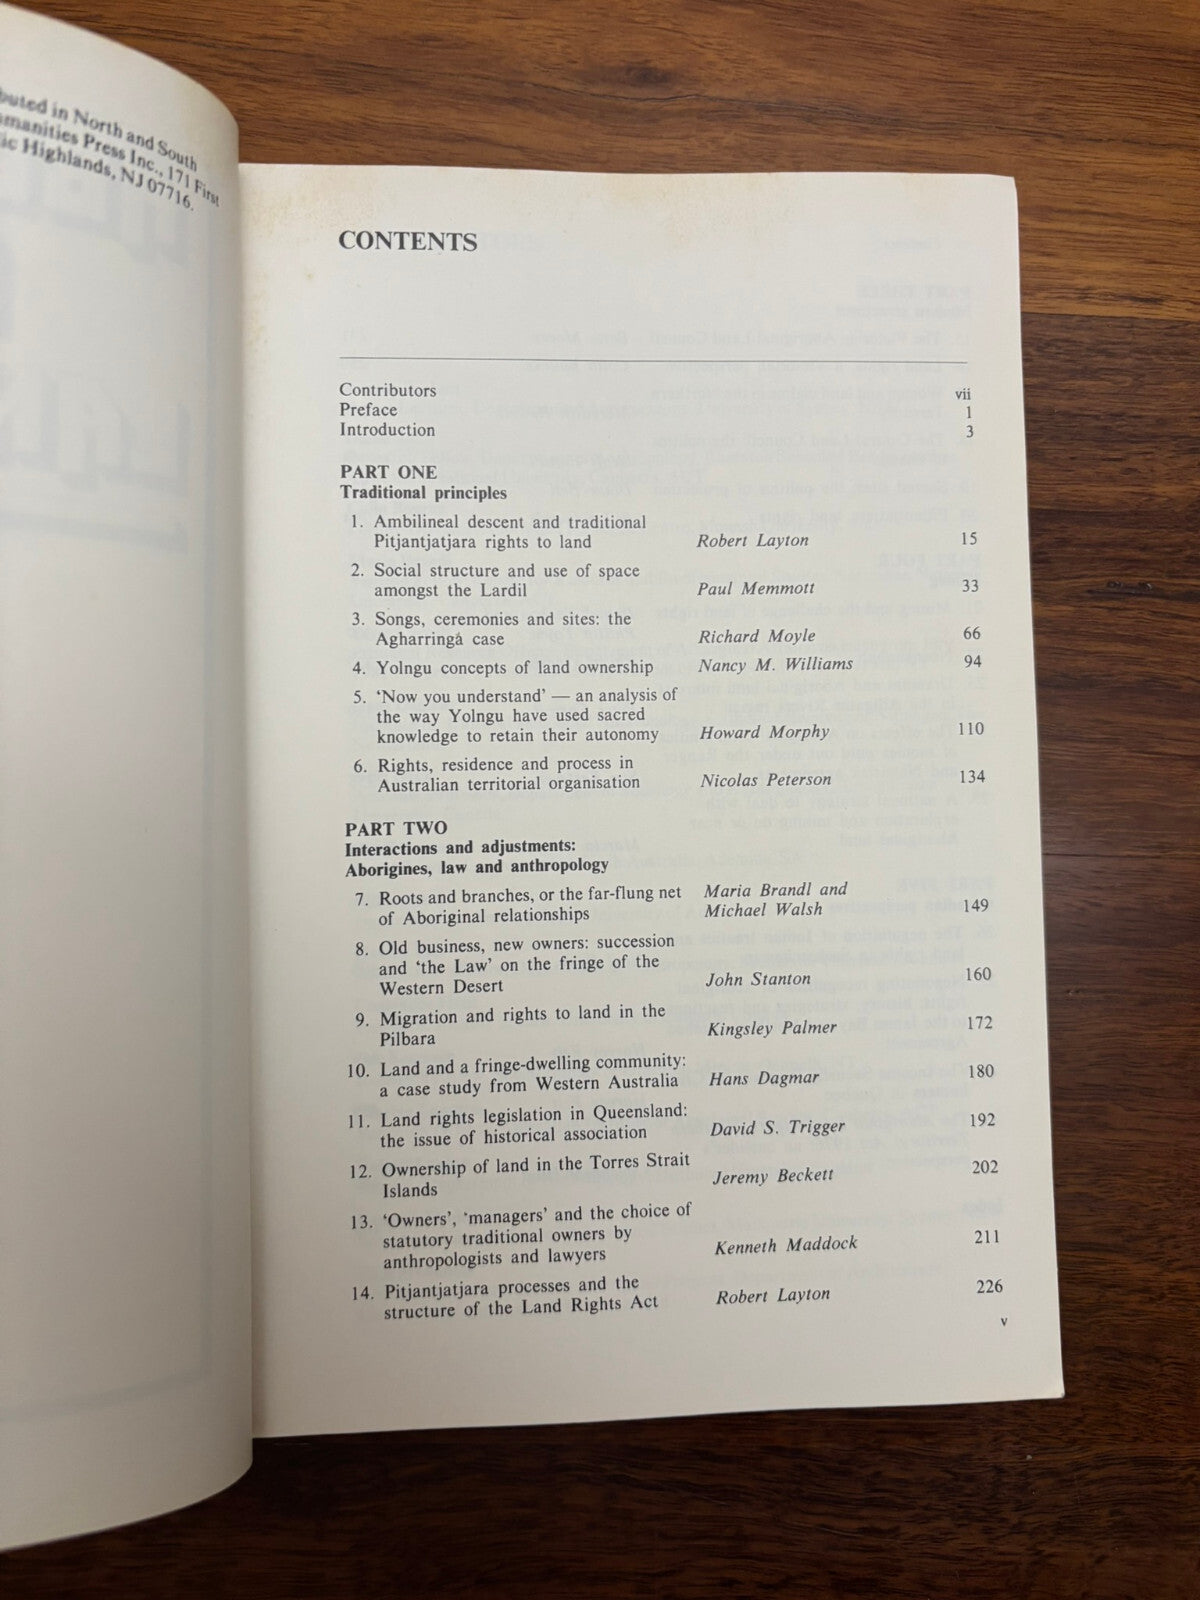 buted in North and South
manities Press Inc., 171 First
ic Highlands, NJ 07716.
CONTENTS
Contributors vii
Preface 1
Introduction 3
PART ONE
Traditional principles
1. Ambilineal descent and traditional
Pitjantjatjara rights to land Robert Layton 15
2. Social structure and use of space
amongst the Lardil Paul Memmott 33
3. Songs, ceremonies and sites: the
Agharringa case Richard Moyle 66
4. Yolngu concepts of land ownership Nancy M. Williams 94
5. ‘Now you understand’ — an analysis of
the way Yolngu have used sacred
knowledge to retain their autonomy Howard Morphy 110
6. Rights, residence and process in
Australian territorial organisation Nicolas Peterson 134
PART TWO
Interactions and adjustments:
Aborigines, law and anthropology
7. Roots and branches, or the far-flung net Maria Brandl and
of Aboriginal relationships Michael Walsh 149
8. Old business, new owners: succession
and ‘the Law’ on the fringe of the
Western Desert John Stanton 160
9. Migration and rights to land in the
Pilbara Kingsley Palmer 172
10. Land and a fringe-dwelling community:
a case study from Western Australia Hans Dagmar 180
11. Land rights legislation in Queensland:
the issue of historical association David S. Trigger 192
12. Ownership of land in the Torres Strait
Islands Jeremy Beckett 202
13. ‘Owners’, ‘managers’ and the choice of
statutory traditional owners by
anthropologists and lawyers Kenneth Maddock 211
14. Pitjantjatjara processes and the
structure of the Land Rights Act Robert Layton 226
v